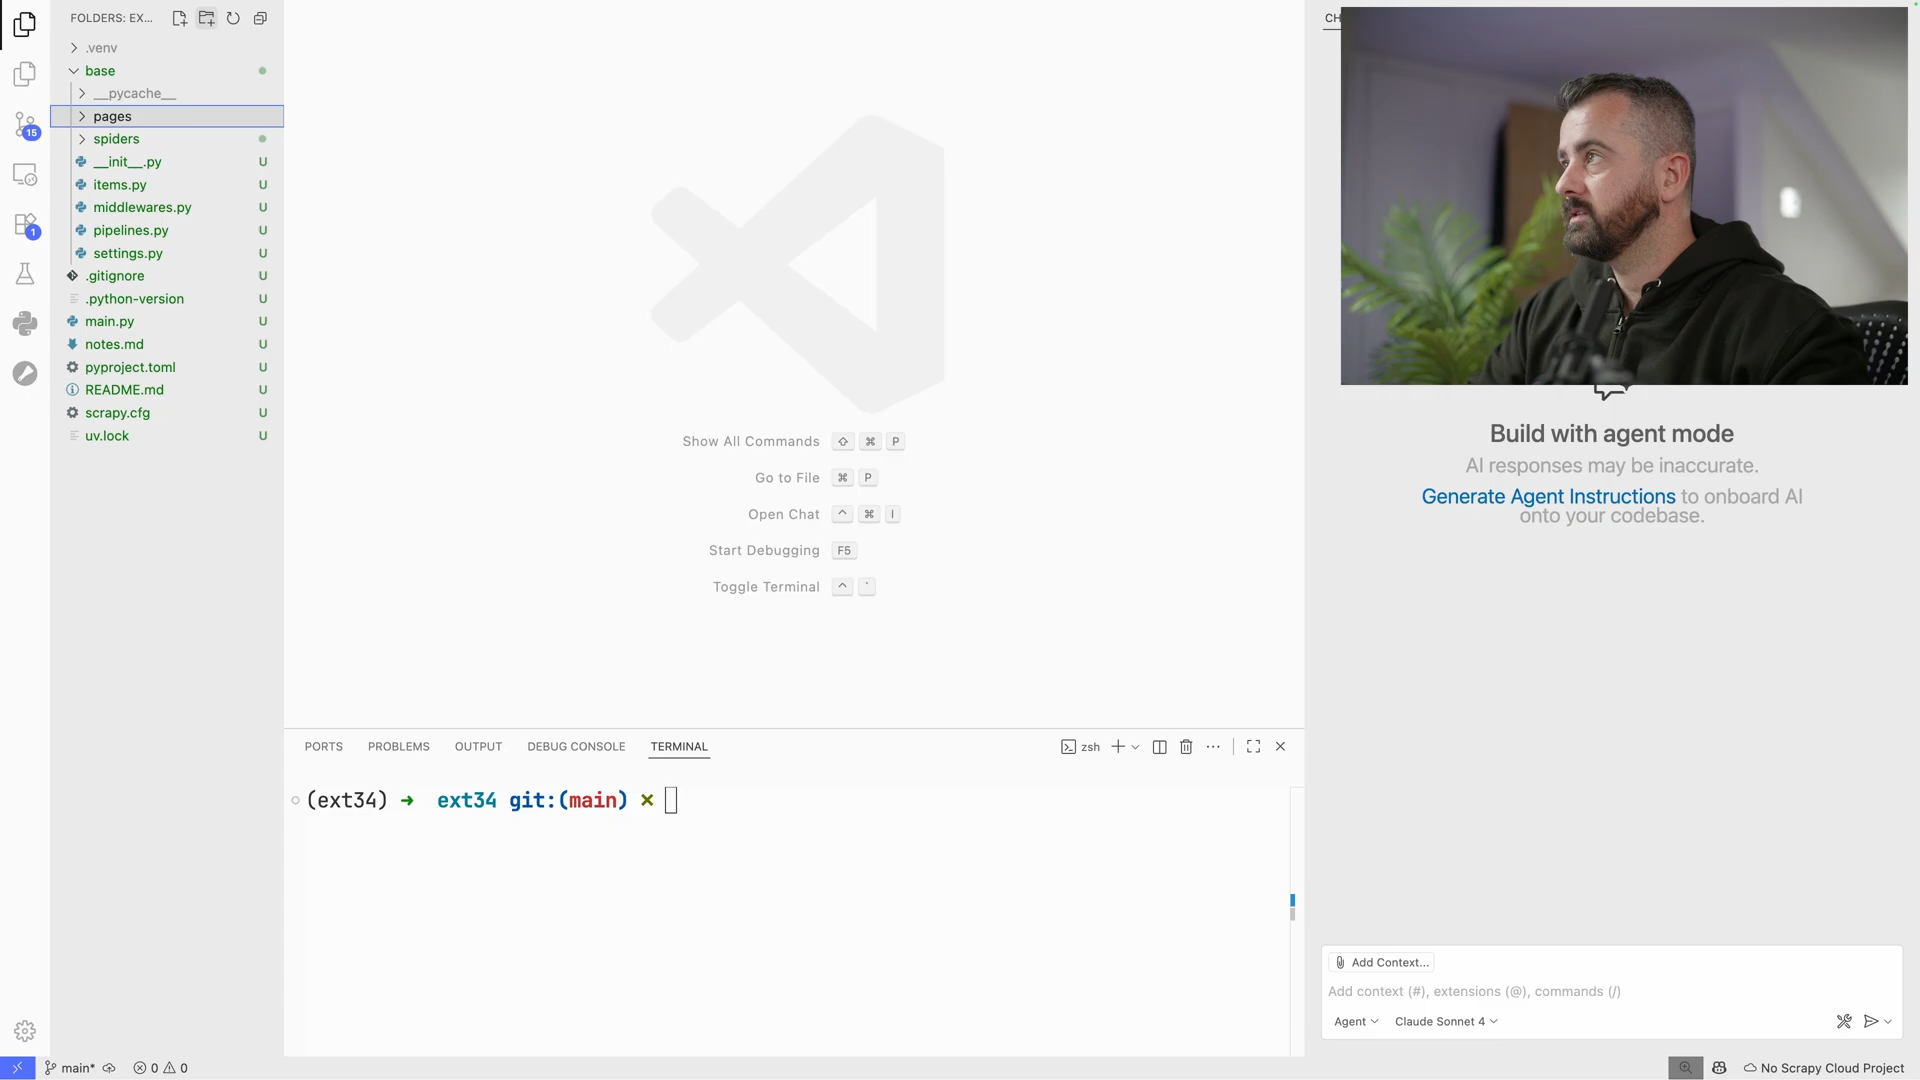 FOLDERS: EX...
.venv
base
__pycache__
pages
spiders
__init__.py U
items.py U
middlewares.py U
pipelines.py U
settings.py U
.gitignore U
.python-version U
main.py U
notes.md U
pyproject.toml U
README.md U
scrapy.cfg U
uv.lock U
15
1
Show All Commands ⇧ ⌘ P
Go to File ⌘ P
Open Chat ^ ⌘ I
Start Debugging F5
Toggle Terminal ^ `
PORTS PROBLEMS OUTPUT DEBUG CONSOLE TERMINAL
zsh
(ext34) ➜ ext34 git:(main) ✗
CH
Build with agent mode
AI responses may be inaccurate.
Generate Agent Instructions to onboard AI
onto your codebase.
Add Context...
Add context (#), extensions (@), commands (/)
Agent Claude Sonnet 4
main* 0 0
No Scrapy Cloud Project